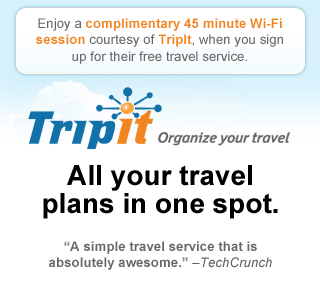 Enjoy a complimentary 45 minute Wi-Fi
session courtesy of TripIt, when you sign
up for their free travel service.
TripIt Organize your travel
All your travel
plans in one spot.
“A simple travel service that is
absolutely awesome.” –TechCrunch